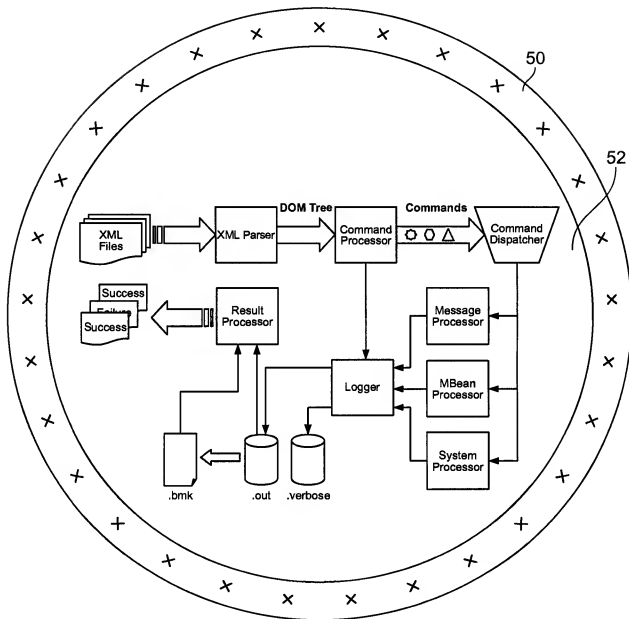 50
52
DOM Tree
Commands
XML
Files
XML Parser
Command
Processor
Command
Dispatcher
Success
Failure
Success
Result
Processor
Message
Processor
Logger
MBean
Processor
System
Processor
.bmk
.out
.verbose